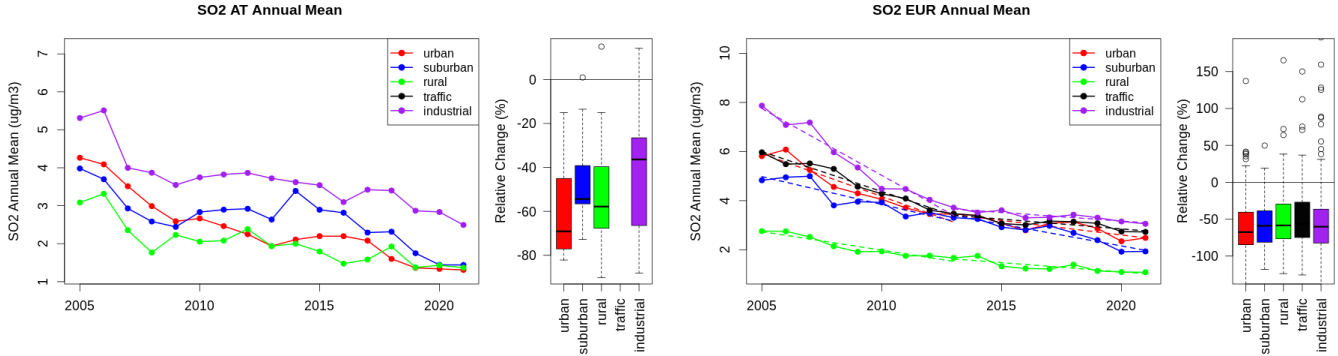 SO2 AT Annual Mean
SO2 Annual Mean (ug/m3)
7
6
5
4
3
2
1
2005
2010
2015
2020
urban
suburban
rural
traffic
industrial
Relative Change (%)
0
-20
-40
-60
-80
urban
suburban
rural
traffic
industrial
SO2 EUR Annual Mean
SO2 Annual Mean (ug/m3)
10
8
6
4
2
2005
2010
2015
2020
urban
suburban
rural
traffic
industrial
Relative Change (%)
150
100
50
0
-50
-100
urban
suburban
rural
traffic
industrial